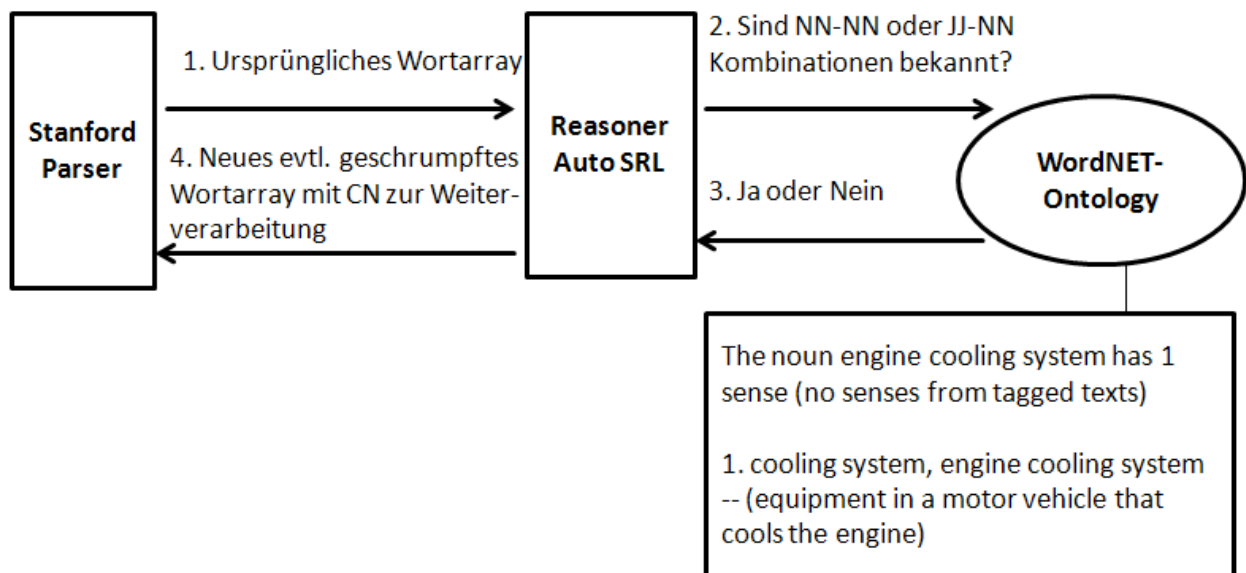 Stanford
Parser
1. Ursprüngliches Wortarray
4. Neues evtl. geschrumpftes
Wortarray mit CN zur Weiter-
verarbeitung
Reasoner
Auto SRL
2. Sind NN-NN oder JJ-NN
Kombinationen bekannt?
3. Ja oder Nein
WordNET-
Ontology
The noun engine cooling system has 1
sense (no senses from tagged texts)
1. cooling system, engine cooling system
-- (equipment in a motor vehicle that
cools the engine)